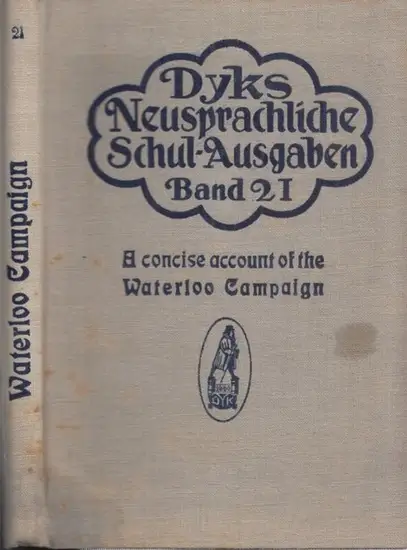 21
Waterloo Campaign
Dyks
Neusprachliche
Schul-Ausgaben
Band 21
A concise account of the
Waterloo Campaign
DYK